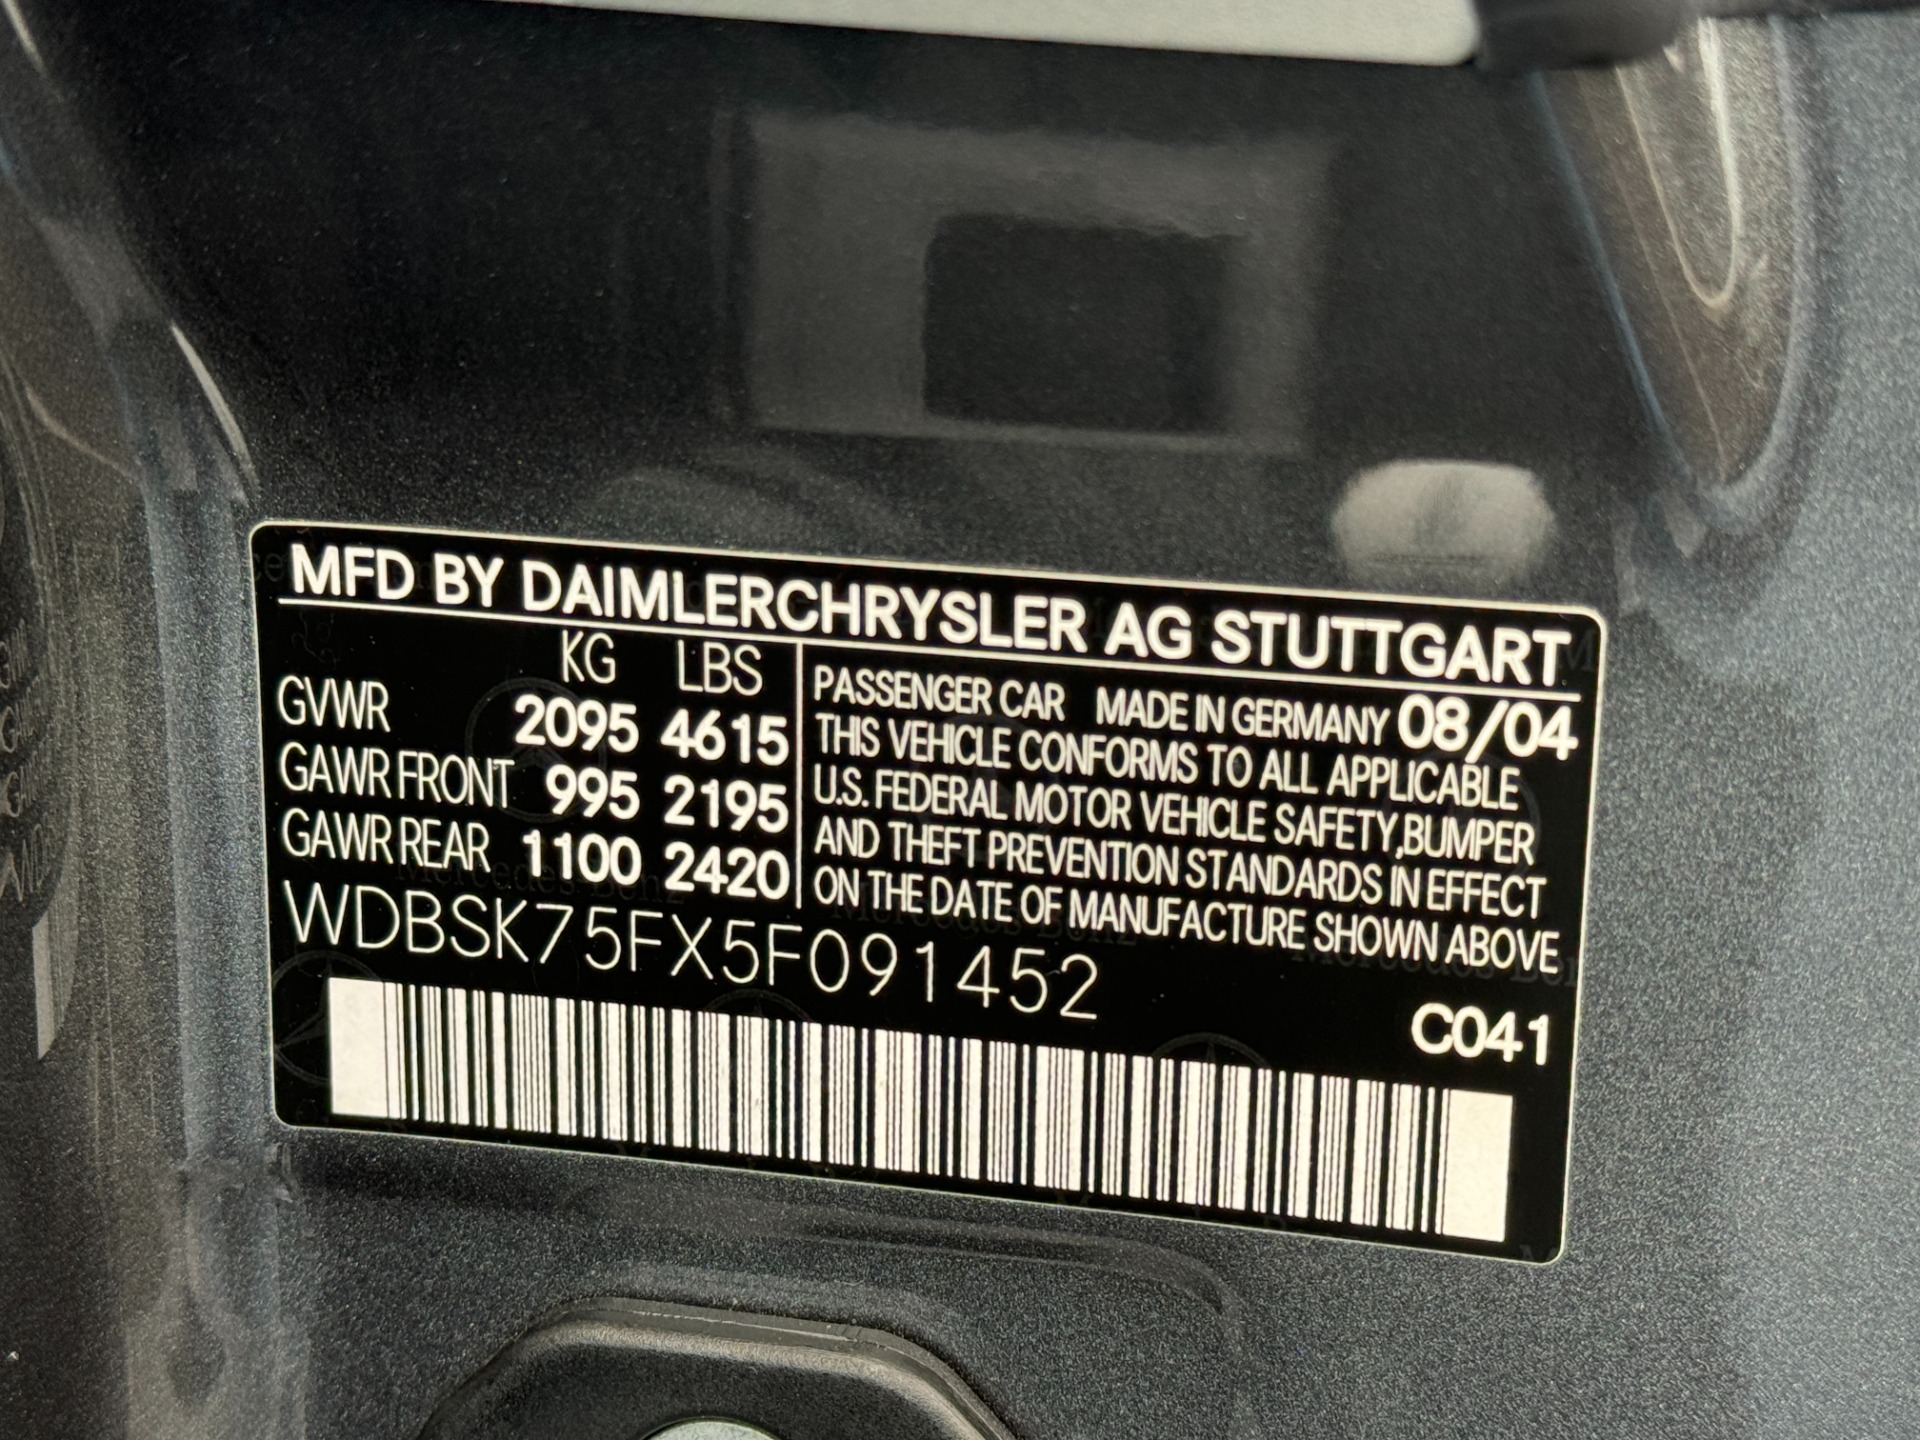 MFD BY DAIMLERCHRYSLER AG STUTTGART
KG LBS
GVWR 2095 4615
GAWR FRONT 995 2195
GAWR REAR 1100 2420
PASSENGER CAR MADE IN GERMANY 08/04
THIS VEHICLE CONFORMS TO ALL APPLICABLE
U.S. FEDERAL MOTOR VEHICLE SAFETY,BUMPER
AND THEFT PREVENTION STANDARDS IN EFFECT
ON THE DATE OF MANUFACTURE SHOWN ABOVE
WDBSK75FX5F091452
C041